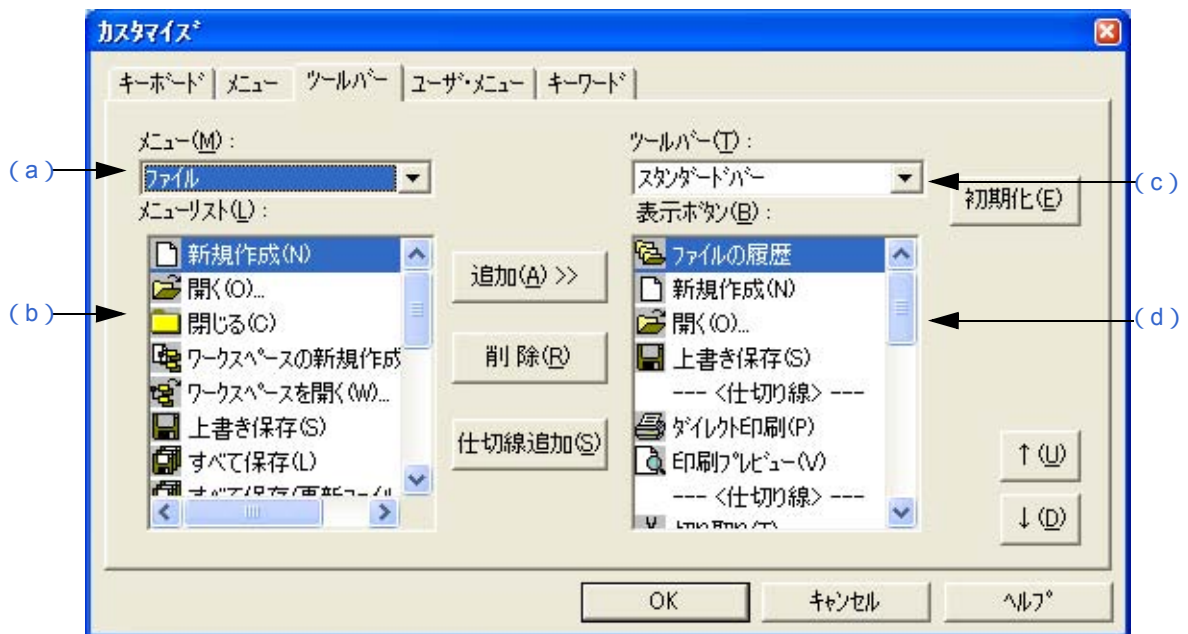 カスタマイズ
キーボード メニュー ツールバー ユーザ・メニュー キーワード
メニュー(M) :
ツールバー(T) :
(a)
ファイル
スタンダードバー
(c)
初期化(E)
メニューリスト(L) :
表示ボタン(B) :
新規作成(N)
開く(O)...
閉じる(C)
ワークスペースの新規作成
ワークスペースを開く(W)...
上書き保存(S)
すべて保存(L)
(b)
追加(A) >>
削 除(R)
仕切線追加(S)
ファイルの履歴
新規作成(N)
開く(O)...
上書き保存(S)
--- <仕切り線> ---
ダイレクト印刷(P)
印刷プレビュー(V)
--- <仕切り線> ---
切り取り(T)
(d)
↑(U)
↓(D)
OK
キャンセル
ヘルプ